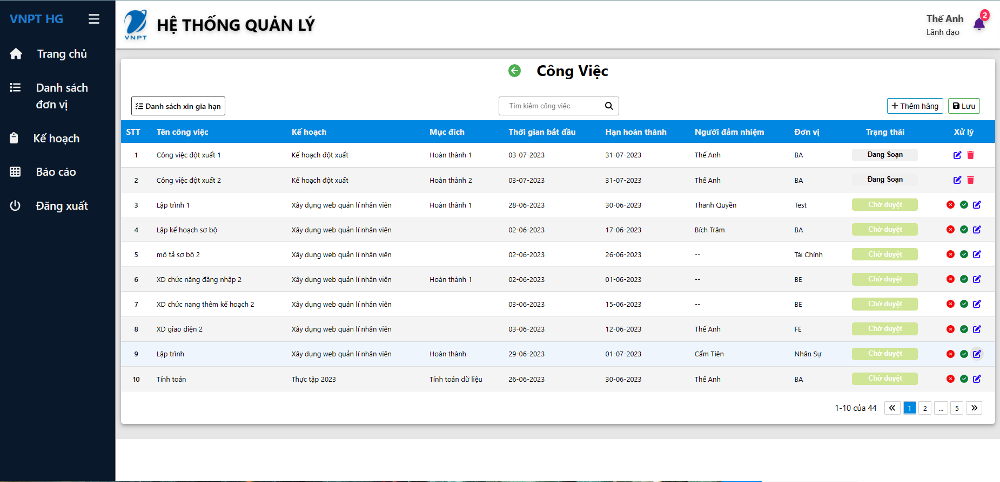 VNPT HG
Trang chủ
Danh sách
đơn vị
Kế hoạch
Báo cáo
Đăng xuất
VNPT
HỆ THỐNG QUẢN LÝ
Thế Anh
Lãnh đạo
2
Công Việc
Danh sách xin gia hạn
Tìm kiếm công việc
Thêm hàng
Lưu
STT Tên công việc Kế hoạch Mục đích Thời gian bắt đầu Hạn hoàn thành Người đảm nhiệm Đơn vị Trạng thái Xử lý
1 Công việc đột xuất 1 Kế hoạch đột xuất Hoàn thành 1 03-07-2023 31-07-2023 Thế Anh BA Đang Soạn
2 Công việc đột xuất 2 Kế hoạch đột xuất Hoàn thành 2 03-07-2023 31-07-2023 Thế Anh BA Đang Soạn
3 Lập trình 1 Xây dụng web quản lí nhân viên Hoàn thành 1 28-06-2023 30-06-2023 Thanh Quyền Test Chờ duyệt
4 Lập kế hoạch sơ bộ Xây dụng web quản lí nhân viên 02-06-2023 17-06-2023 Bích Trâm BA Chờ duyệt
5 mô tả sơ bộ 2 Xây dụng web quản lí nhân viên 02-06-2023 26-06-2023 -- Tài Chính Chờ duyệt
6 XD chức năng đăng nhập 2 Xây dụng web quản lí nhân viên Hoàn thành 1 02-06-2023 01-06-2023 -- BE Chờ duyệt
7 XD chức nang thêm kế hoạch 2 Xây dụng web quản lí nhân viên 03-06-2023 15-06-2023 -- BE Chờ duyệt
8 XD giao diện 2 Xây dụng web quản lí nhân viên 03-06-2023 12-06-2023 Thế Anh FE Chờ duyệt
9 Lập trình Xây dụng web quản lí nhân viên Hoàn thành 29-06-2023 01-07-2023 Cẩm Tiên Nhân Sự Chờ duyệt
10 Tính toán Thực tập 2023 Tính toán dữ liệu 26-06-2023 30-06-2023 Thế Anh BA Chờ duyệt
1-10 của 44 « 1 2 ... 5 »